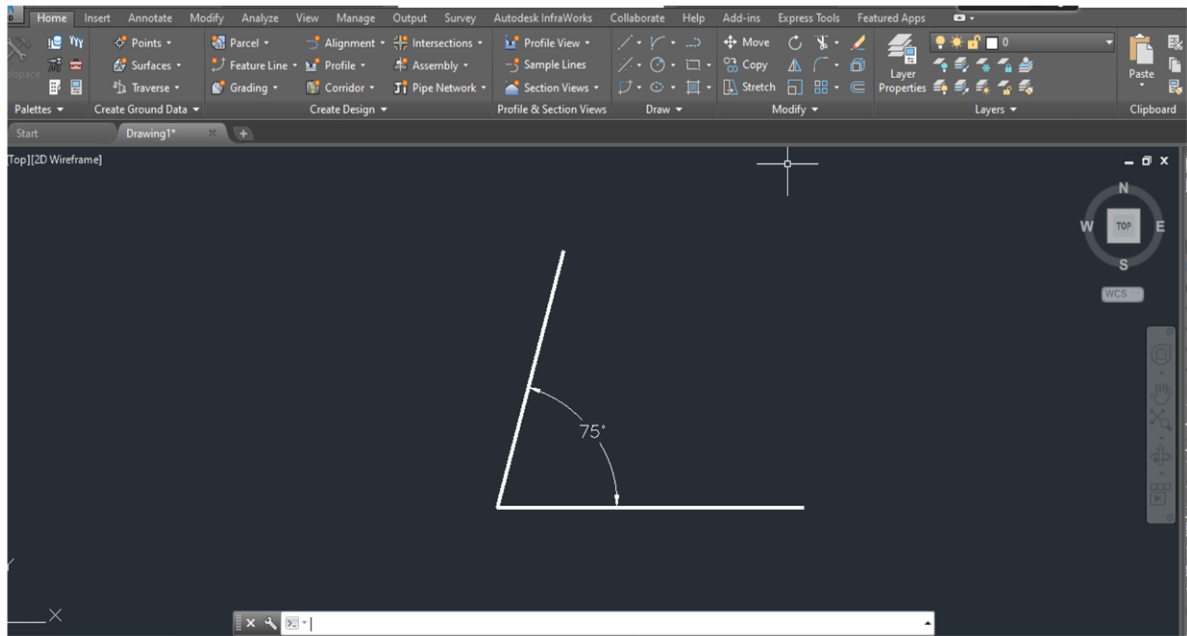 Home Insert Annotate Modify Analyze View Manage Output Survey Autodesk InfraWorks Collaborate Help Add-ins Express Tools Featured Apps
Points Parcel Alignment Intersections Profile View Move Copy Stretch
Surfaces Feature Line Profile Assembly Sample Lines
Traverse Grading Corridor Pipe Network Section Views
Layer Properties
0
Paste
Palettes Create Ground Data Create Design Profile & Section Views Draw Modify Layers Clipboard
Start Drawing1* +
Top][2D Wireframe]
N
W TOP E
S
WCS
75°
X